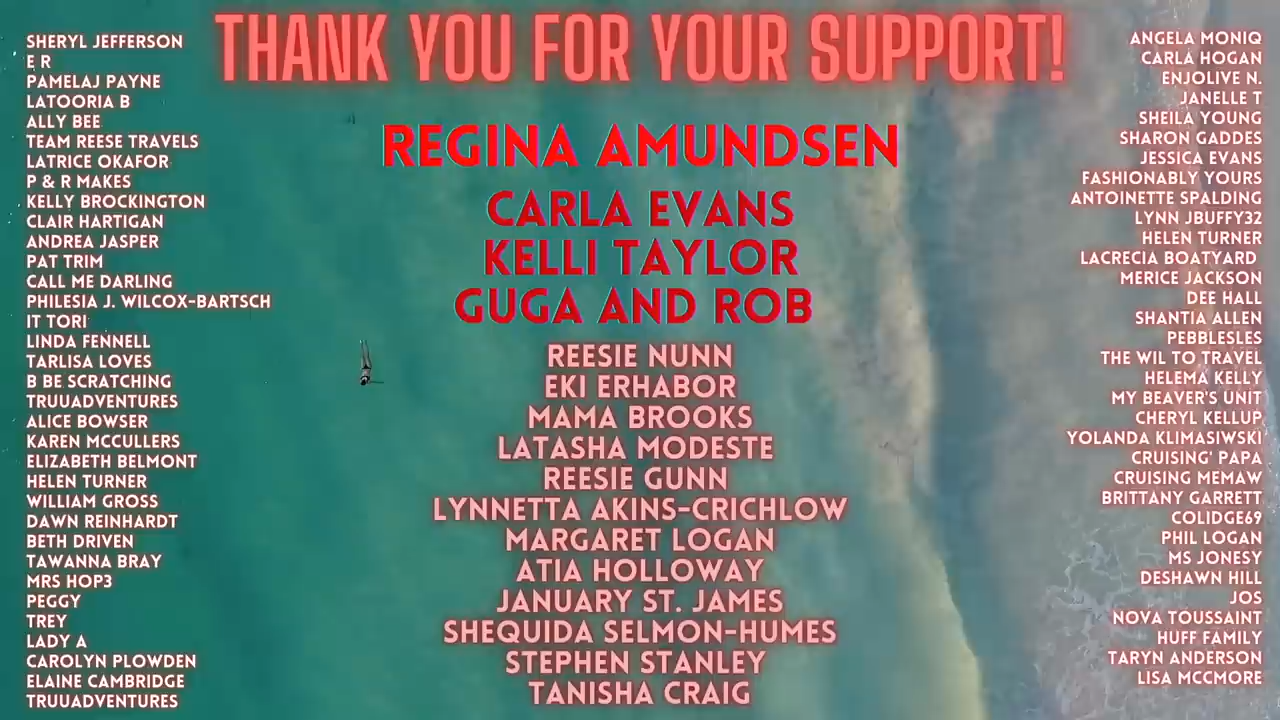 THANK YOU FOR YOUR SUPPORT!
SHERYL JEFFERSON
E R
PAMELAJ PAYNE
LATOORIA B
ALLY BEE
TEAM REESE TRAVELS
LATRICE OKAFOR
P & R MAKES
KELLY BROCKINGTON
CLAIR HARTIGAN
ANDREA JASPER
PAT TRIM
CALL ME DARLING
PHILESIA J. WILCOX-BARTSCH
IT TORI
LINDA FENNELL
TARLISA LOVES
B BE SCRATCHING
TRUUADVENTURES
ALICE BOWSER
KAREN MCCULLERS
ELIZABETH BELMONT
HELEN TURNER
WILLIAM GROSS
DAWN REINHARDT
BETH DRIVEN
TAWANNA BRAY
MRS HOP3
PEGGY
TREY
LADY A
CAROLYN PLOWDEN
ELAINE CAMBRIDGE
TRUUADVENTURES
REGINA AMUNDSEN
CARLA EVANS
KELLI TAYLOR
GUGA AND ROB
REESIE NUNN
EKI ERHABOR
MAMA BROOKS
LATASHA MODESTE
REESIE GUNN
LYNNETTA AKINS-CRICHLOW
MARGARET LOGAN
ATIA HOLLOWAY
JANUARY ST. JAMES
SHEQUIDA SELMON-HUMES
STEPHEN STANLEY
TANISHA CRAIG
ANGELA MONIQ
CARLA HOGAN
ENJOLIVE N.
JANELLE T
SHEILA YOUNG
SHARON GADDES
JESSICA EVANS
FASHIONABLY YOURS
ANTOINETTE SPALDING
LYNN JBUFFY32
HELEN TURNER
LACRECIA BOATYARD
MERICE JACKSON
DEE HALL
SHANTIA ALLEN
PEBBLESLES
THE WIL TO TRAVEL
HELEMA KELLY
MY BEAVER'S UNIT
CHERYL KELLUP
YOLANDA KLIMASIWSKI
CRUISING' PAPA
CRUISING MEMAW
BRITTANY GARRETT
COLIDGE69
PHIL LOGAN
MS JONESY
DESHAWN HILL
JOS
NOVA TOUSSAINT
HUFF FAMILY
TARYN ANDERSON
LISA MCCMORE